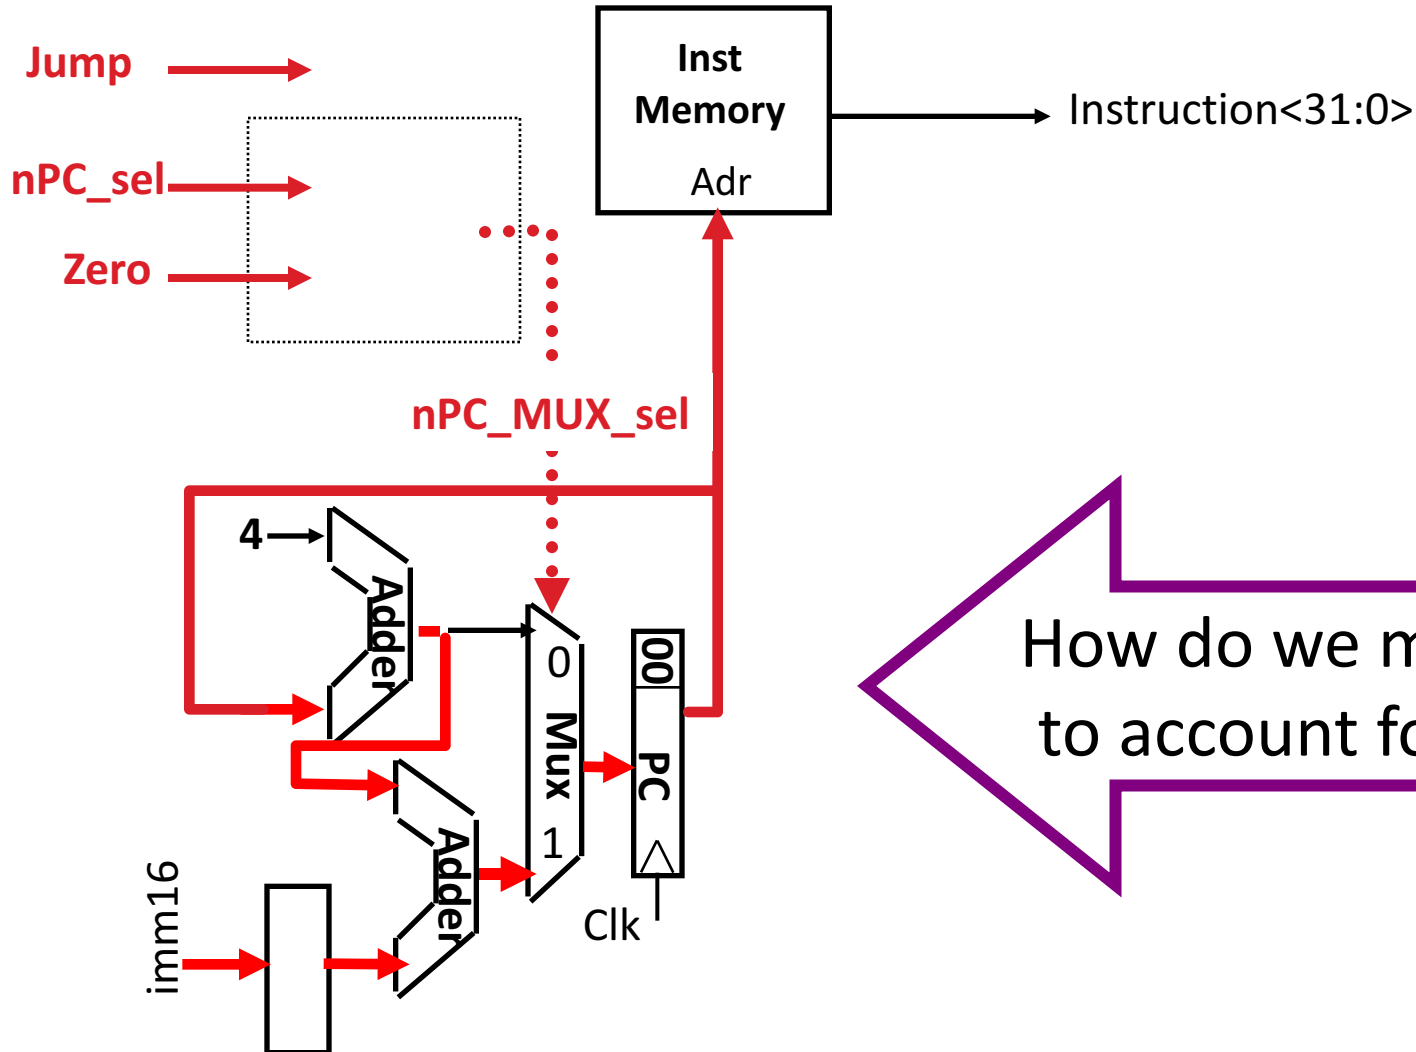 Jump
nPC_sel
Zero
Inst
Memory
Adr
Instruction<31:0>
nPC_MUX_sel
4
Adder
0
Mux
1
00
PC
Clk
Adder
imm16
How do we m
to account fo